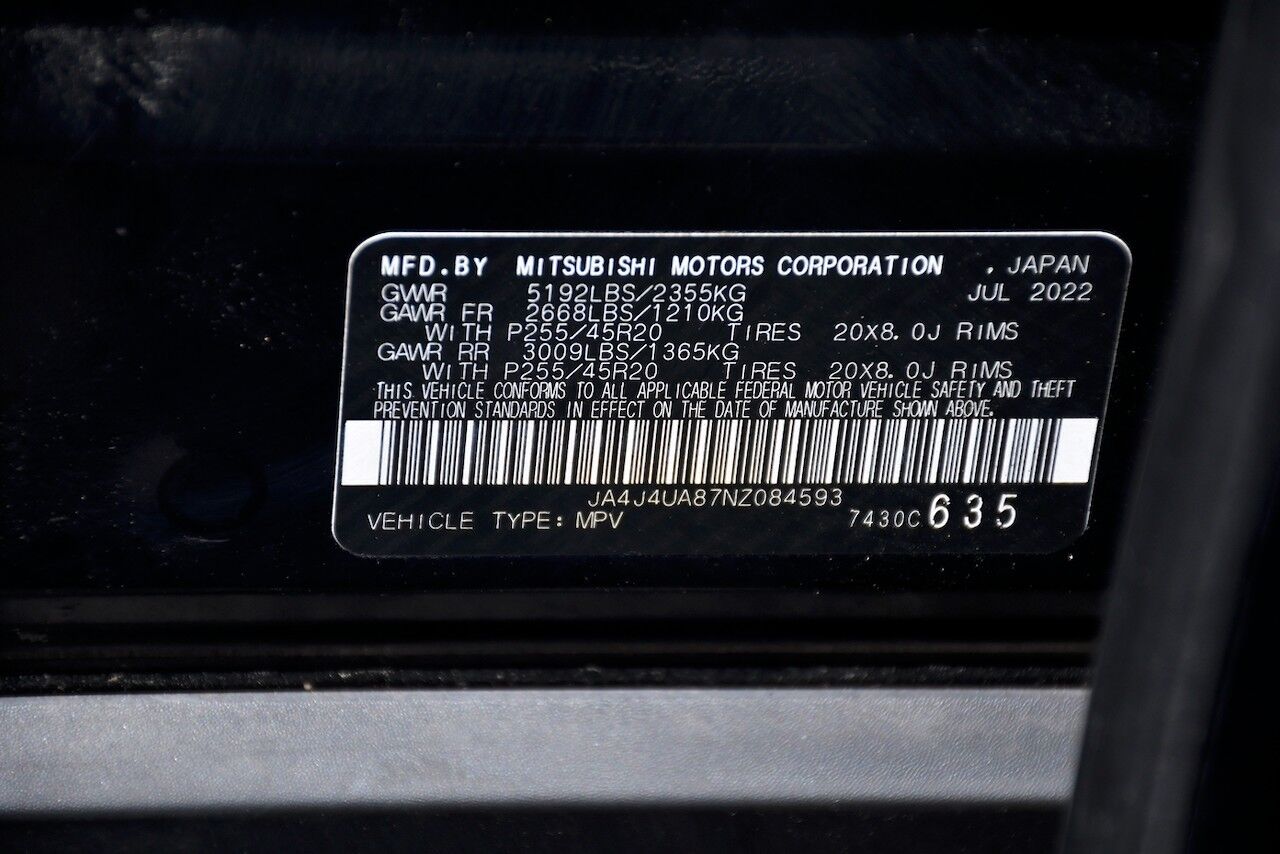 MFD.BY MITSUBISHI MOTORS CORPORATION . JAPAN
GVWR 5192LBS/2355KG JUL 2022
GAWR FR 2668LBS/1210KG
WITH P255/45R20 TIRES 20X8.0J RIMS
GAWR RR 3009LBS/1365KG
WITH P255/45R20 TIRES 20X8.0J RIMS
THIS VEHICLE CONFORMS TO ALL APPLICABLE FEDERAL MOTOR VEHICLE SAFETY AND THEFT
PREVENTION STANDARDS IN EFFECT ON THE DATE OF MANUFACTURE SHOWN ABOVE.
JA4J4UA87NZ084593
VEHICLE TYPE: MPV 7430C 635